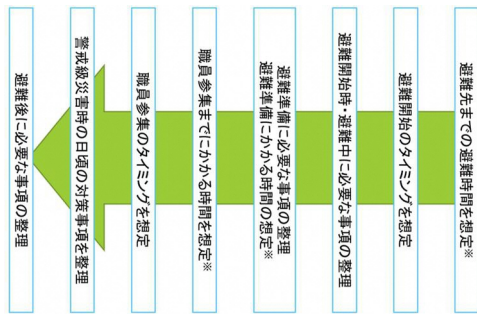 避難先までの避難時間を想定※
避難開始のタイミングを想定
避難開始時・避難中に必要な事項の整理
避難準備に必要な事項の整理
避難準備にかかる時間の想定※
職員参集までにかかる時間を想定※
職員参集のタイミングを想定
警戒級災害時の日頃の対策事項を整理
避難後に必要な事項の整理